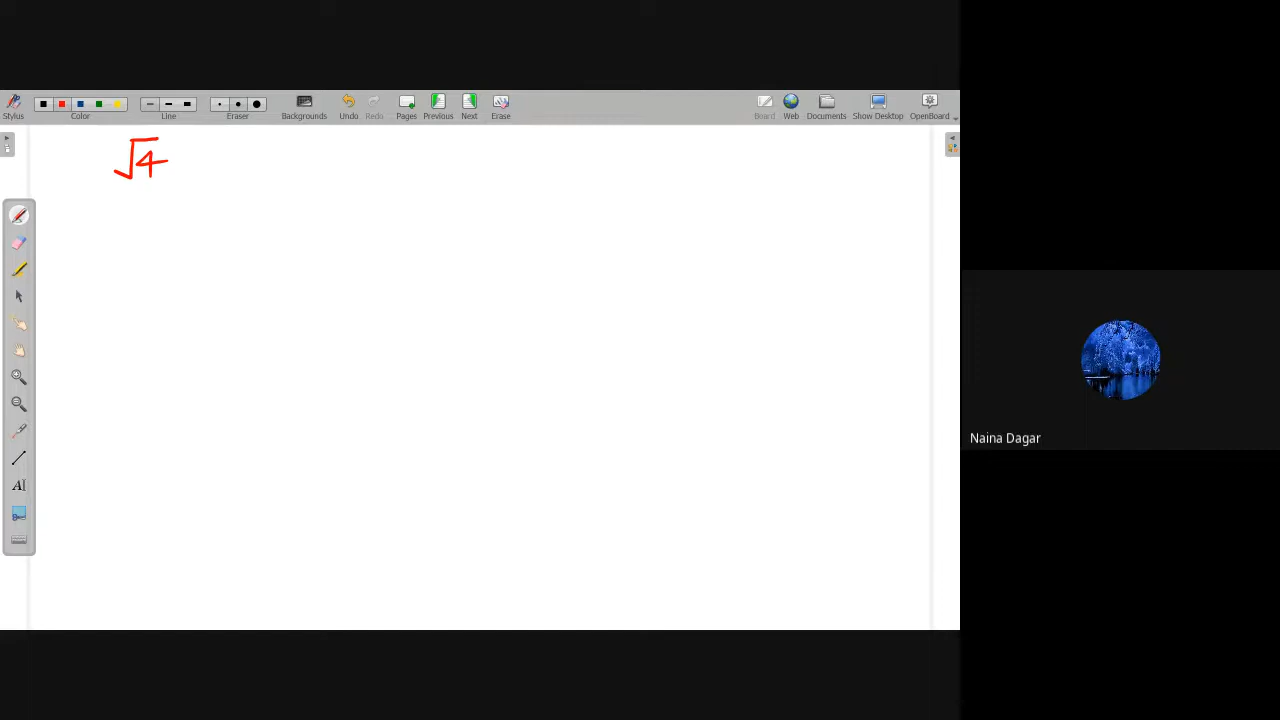 Stylus Color Line Eraser Backgrounds Undo Redo Pages Previous Next Erase Board Web Documents Show Desktop OpenBoard
√4
AI
Naina Dagar